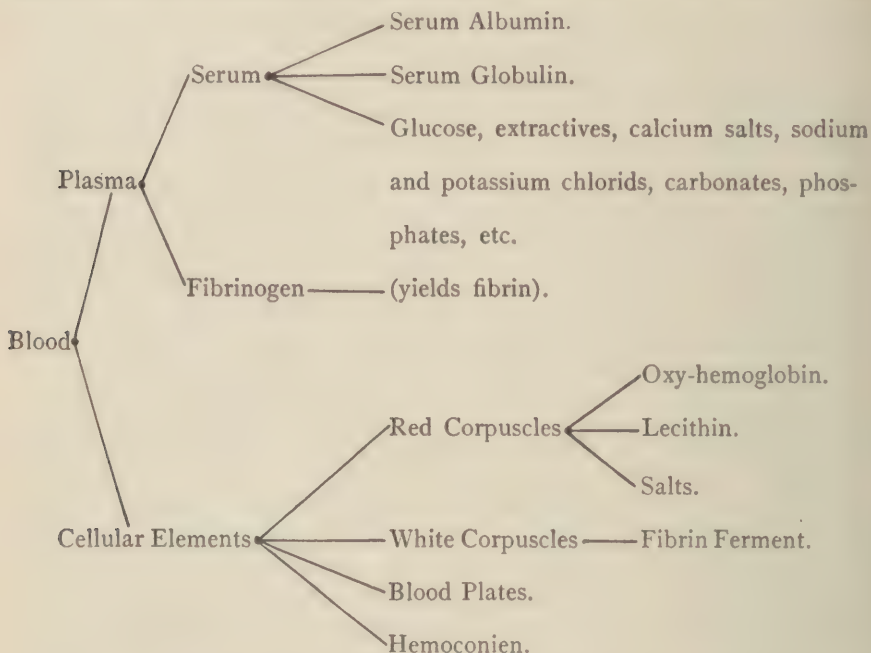 Serum Albumin.
Serum
Serum Globulin.
Glucose, extractives, calcium salts, sodium
Plasma
and potassium chlorids, carbonates, phos-
phates, etc.
Fibrinogen
(yields fibrin).
Blood
Oxy-hemoglobin.
Red Corpuscles
Lecithin.
Salts.
Cellular Elements
White Corpuscles
Fibrin Ferment.
Blood Plates.
Hemoconien.